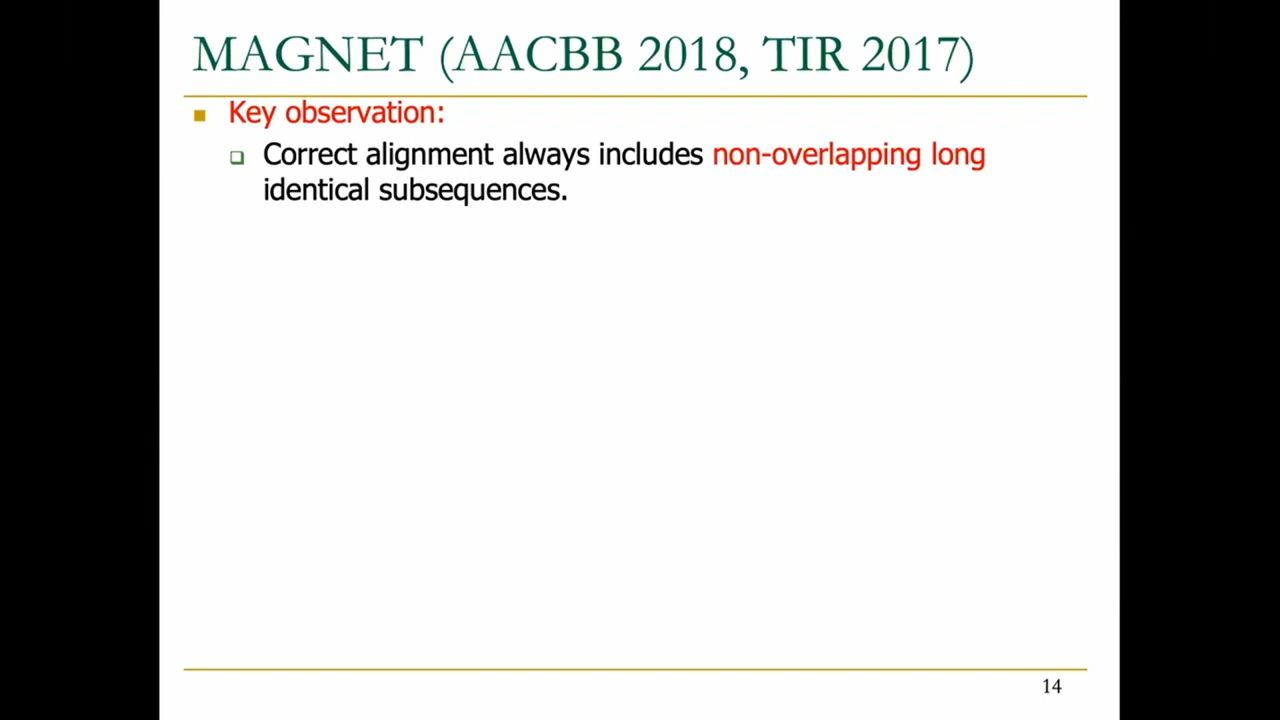 MAGNET (AACBB 2018, TIR 2017)
Key observation:
Correct alignment always includes non-overlapping long
identical subsequences.
14